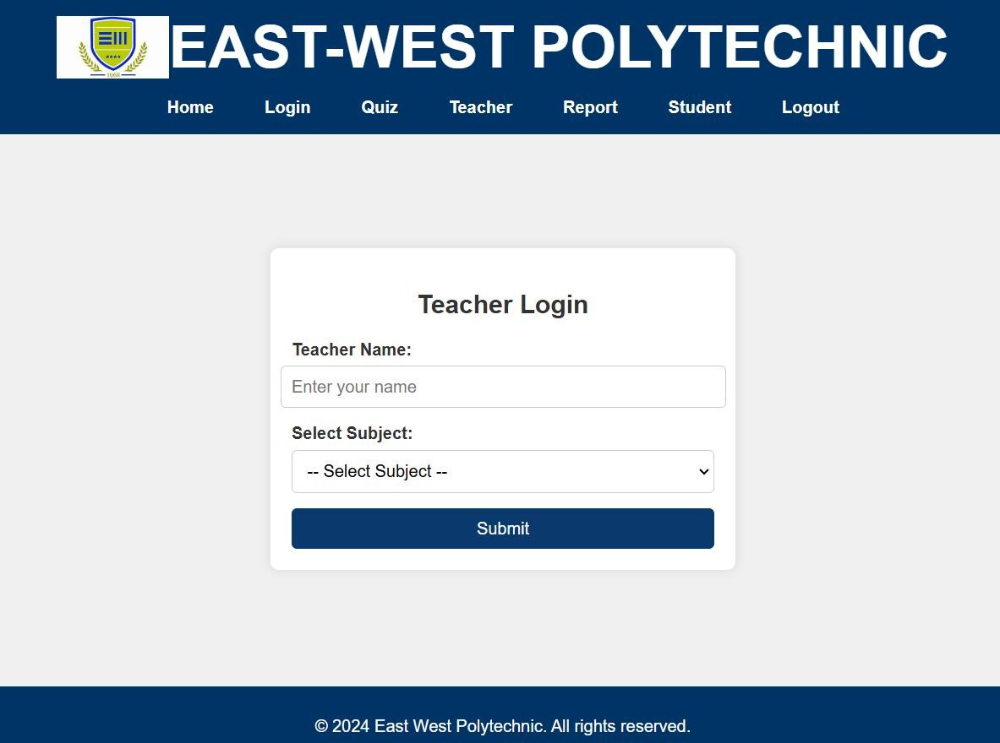 EAST-WEST POLYTECHNIC
1968
Home Login Quiz Teacher Report Student Logout
Teacher Login
Teacher Name:
Enter your name
Select Subject:
-- Select Subject --
Submit
© 2024 East West Polytechnic. All rights reserved.